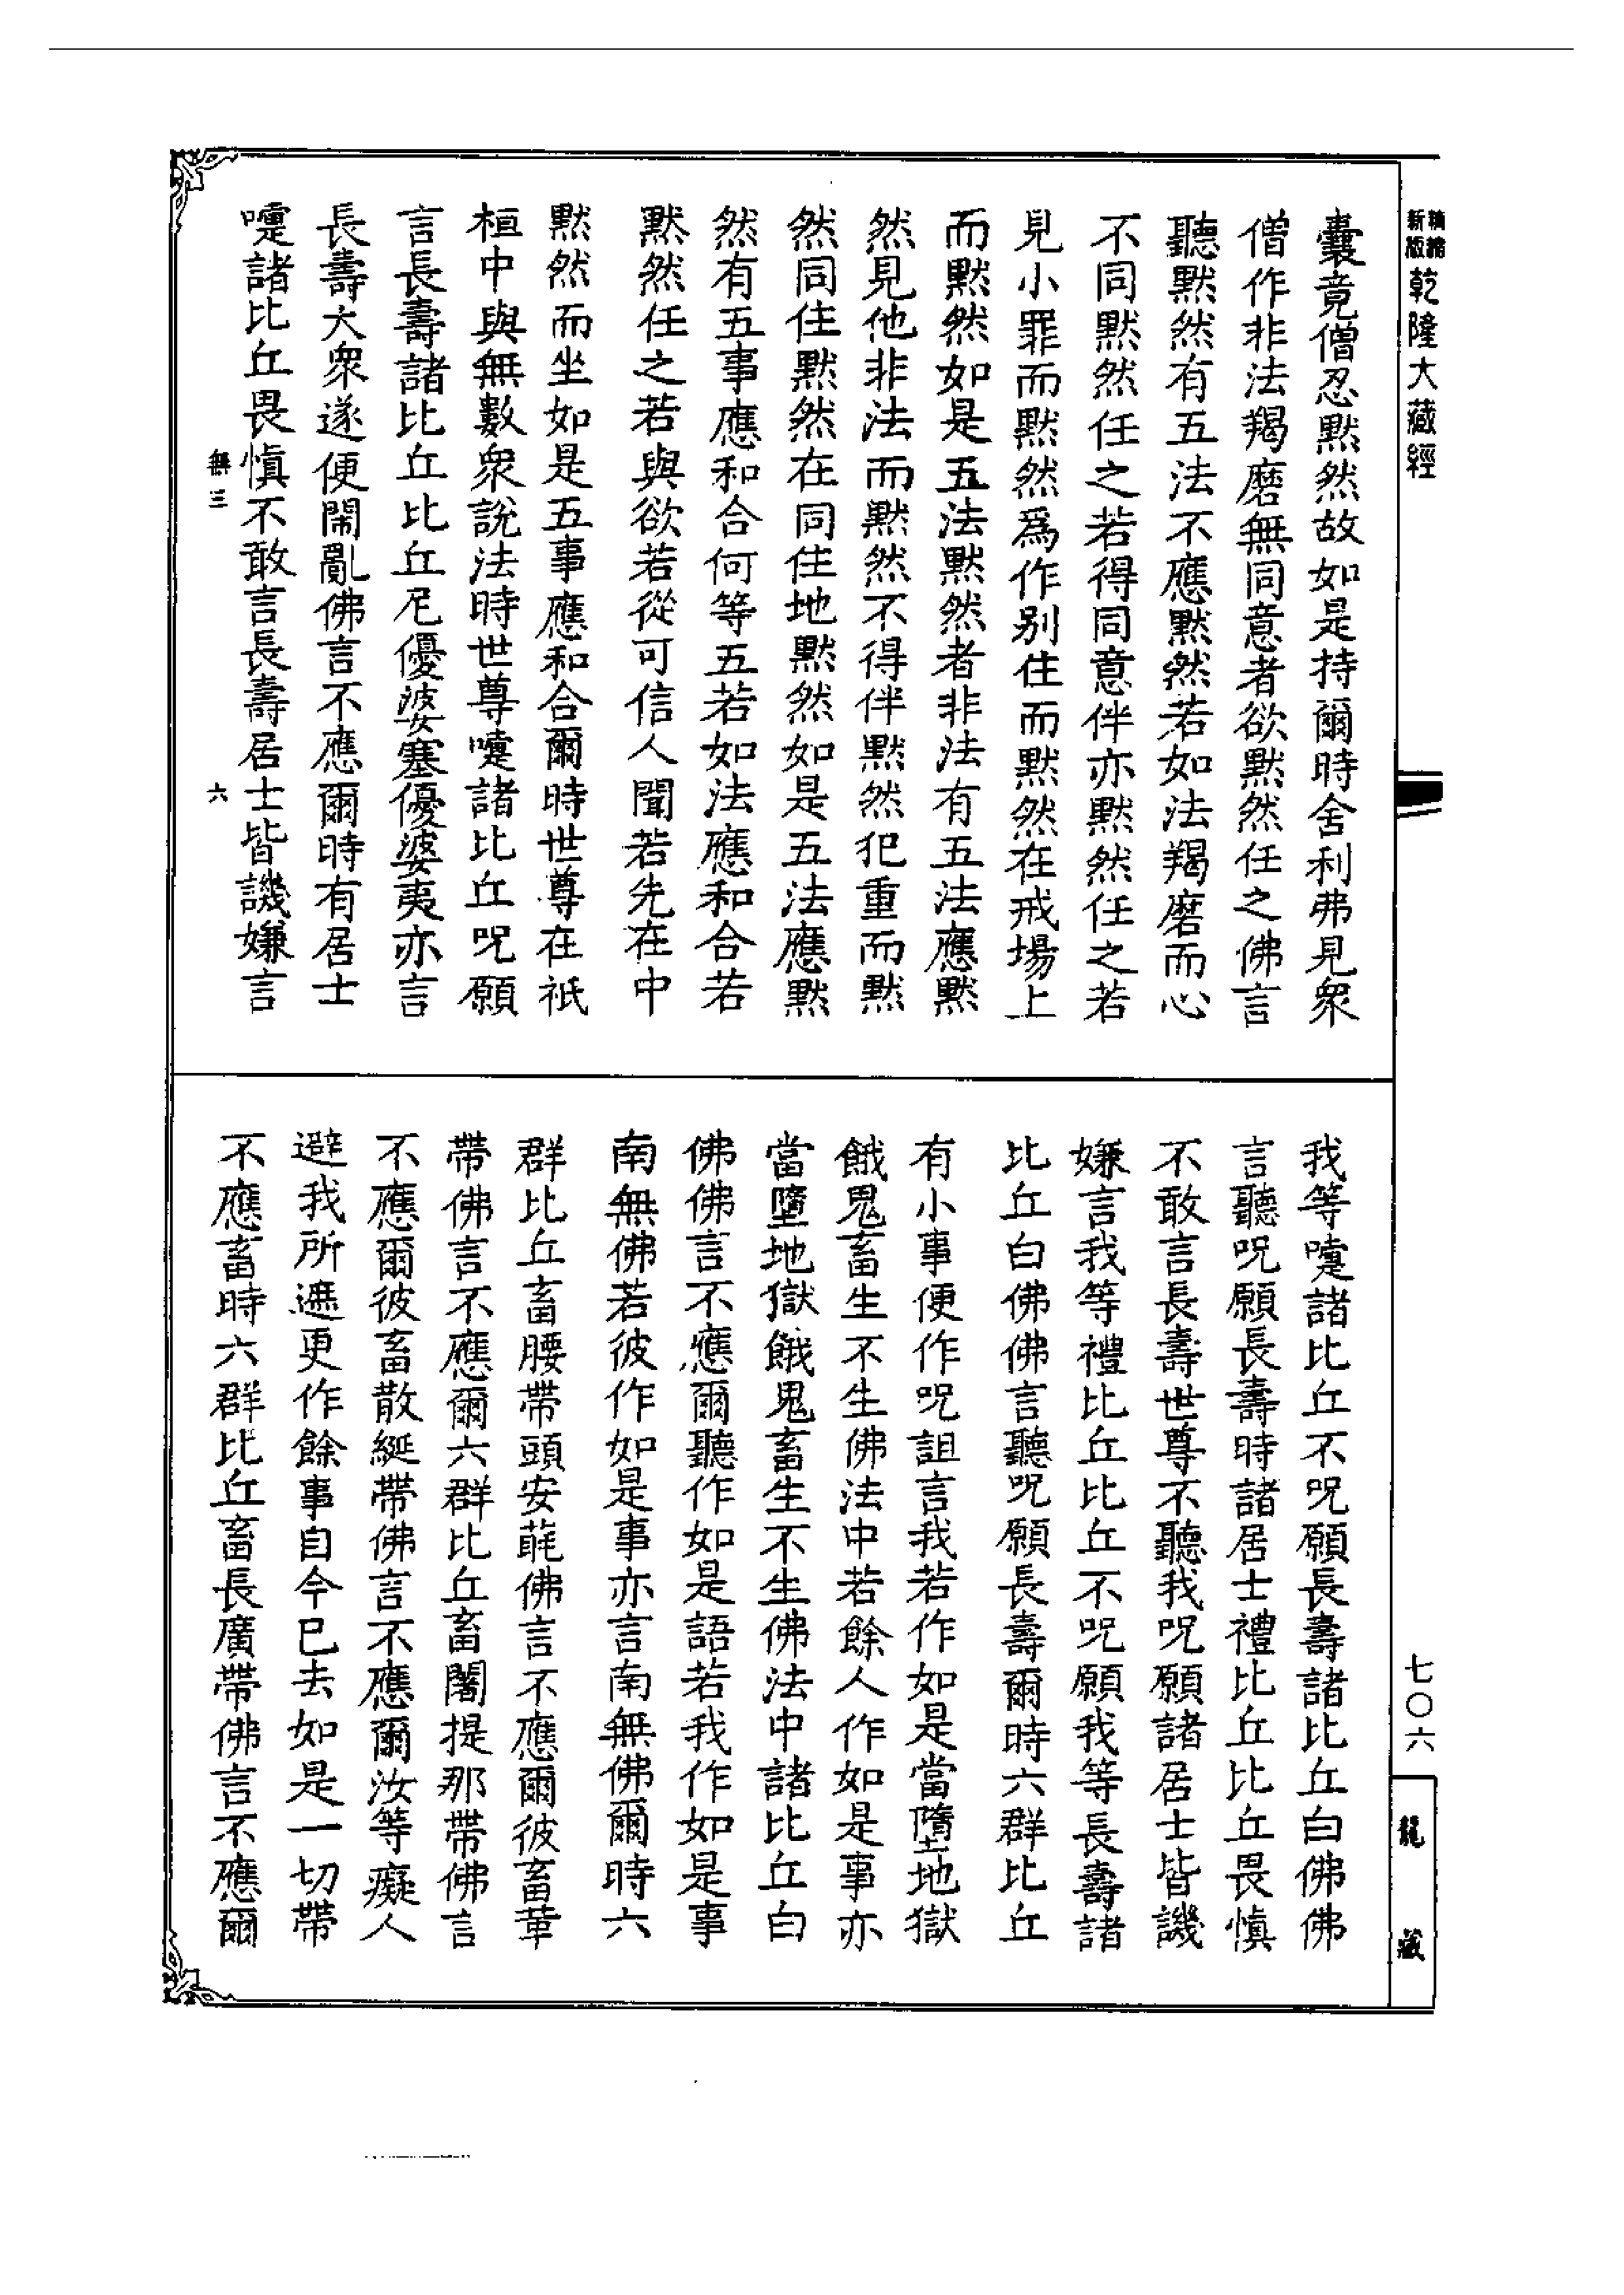 精繪
新版
乾隆大藏經
囊竟僧忍默然故如是持爾時舍利弗見衆
僧作非法羯磨無同意者欲默然任之佛言
聽默然有五法不應默然若如法羯磨而心
不同默然任之若得同意伴亦默然任之若
見小罪而默然爲作别住而默然在戒場上
而默然如是五法默然者非法有五法應默
然見他非法而默然不得伴默然犯重而默
然同住默然在同住地默然如是五法應默
然有五事應和合何等五若如法應和合若
默然任之若與欲若從可信人聞若先在中
默然而坐如是五事應和合爾時世尊在祇
桓中與無數衆説法時世尊嚔諸比丘呪願
言長壽諸比丘比丘尼優婆塞優婆夷亦言
長壽大衆遂便鬧亂佛言不應爾時有居士
嚔諸比丘畏慎不敢言長壽居士皆譏嫌言
無三 六
我等嚔諸比丘不呪願長壽諸比丘白佛佛
言聽呪願長壽時諸居士禮比丘比丘畏慎
不敢言長壽世尊不聽我呪願諸居士皆譏
嫌言我等禮比丘比丘不呪願我等長壽諸
比丘白佛佛言聽呪願長壽爾時六群比丘
有小事便作呪詛言我若作如是當墮地獄
餓鬼畜生不生佛法中若餘人作如是事亦
當墮地獄餓鬼畜生不生佛法中諸比丘白
佛佛言不應爾聽作如是語若我作如是事
南無佛若彼作如是事亦言南無佛爾時六
群比丘畜腰帶頭安毦佛言不應爾彼畜革
帶佛言不應爾六群比丘畜闍提那帶佛言
不應爾彼畜散綖帶佛言不應爾汝等癡人
避我所遮更作餘事自今已去如是一切帶
不應畜時六群比丘畜長廣帶佛言不應爾
七〇六
龍藏